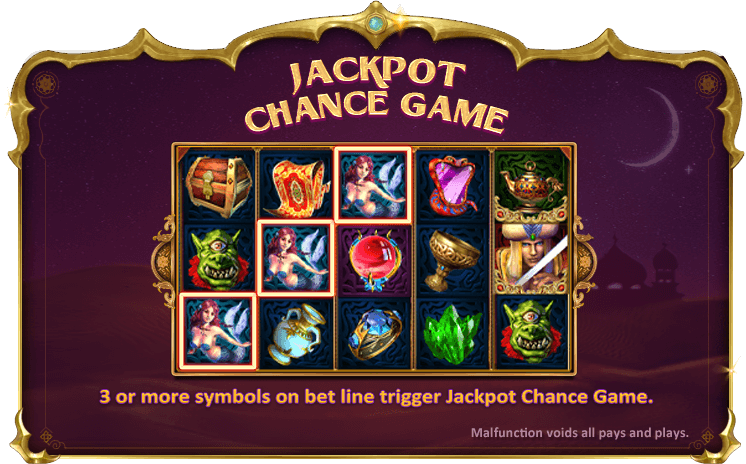 JACKPOT
CHANCE GAME
3 or more symbols on bet line trigger Jackpot Chance Game.
Malfunction voids all pays and plays.